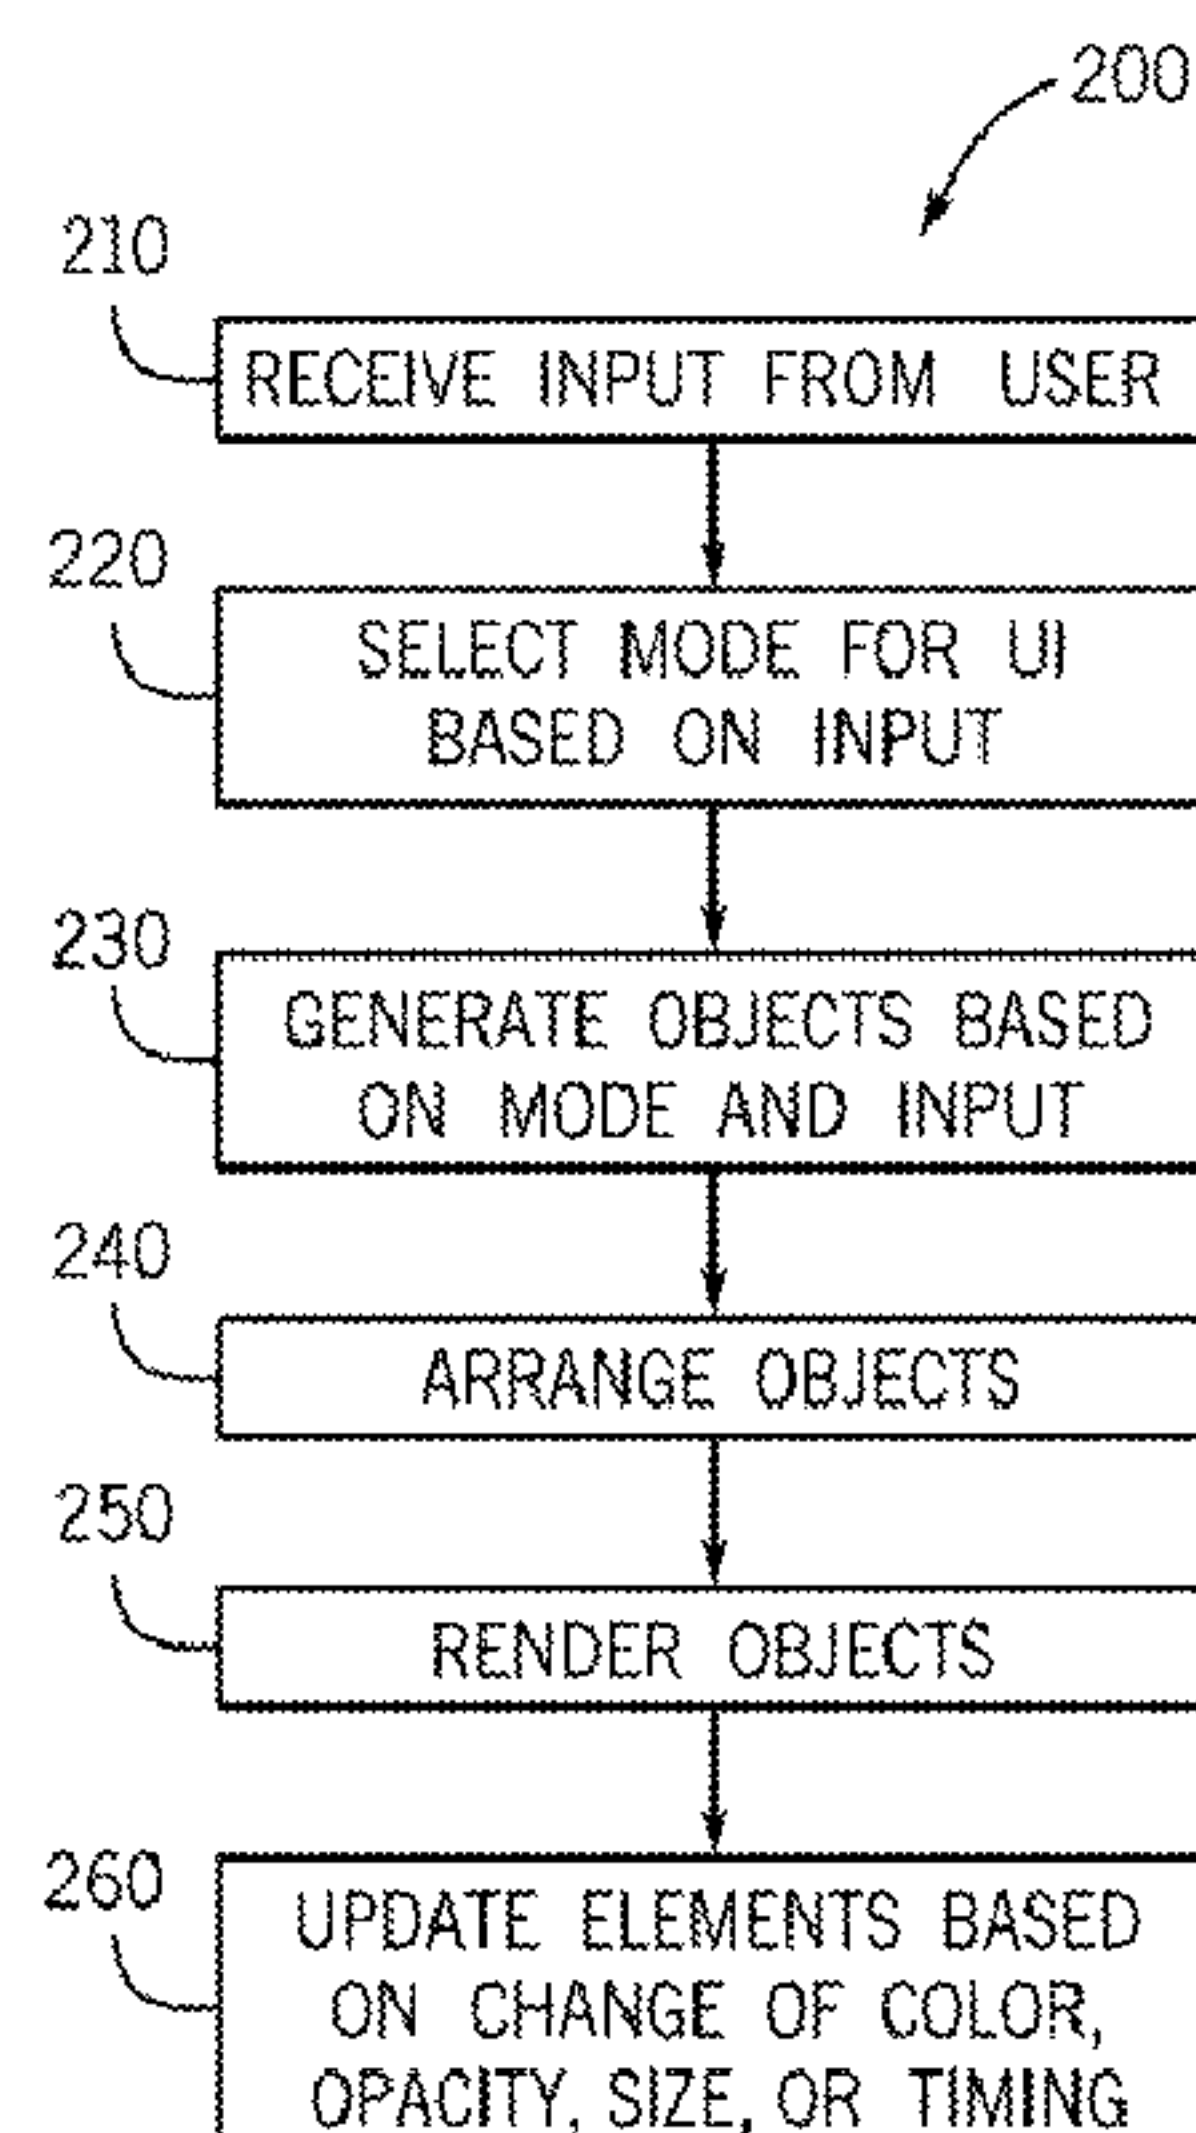 200
210
RECEIVE INPUT FROM USER
220
SELECT MODE FOR UI
BASED ON INPUT
230
GENERATE OBJECTS BASED
ON MODE AND INPUT
240
ARRANGE OBJECTS
250
RENDER OBJECTS
260
UPDATE ELEMENTS BASED
ON CHANGE OF COLOR,
OPACITY, SIZE, OR TIMING